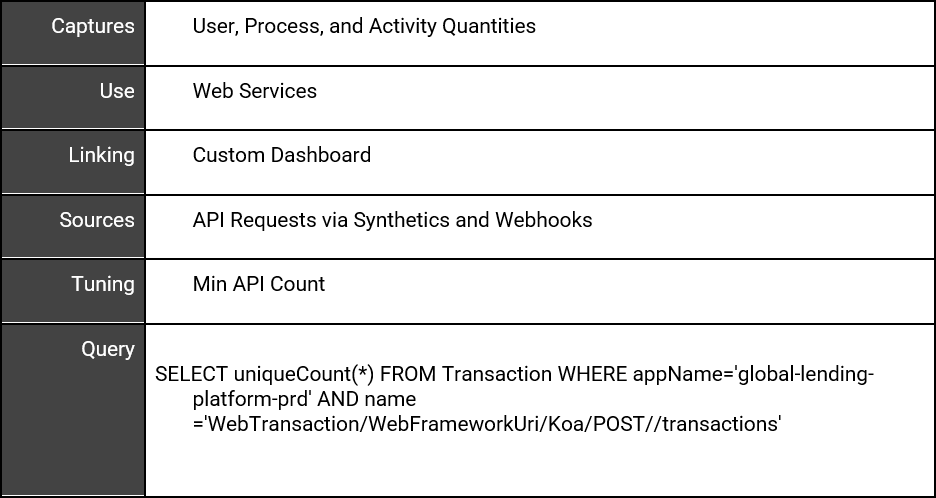 Captures
User, Process, and Activity Quantities
Use
Web Services
Linking
Custom Dashboard
Sources
API Requests via Synthetics and Webhooks
Tuning
Min API Count
Query
SELECT uniqueCount(*) FROM Transaction WHERE appName='global-lending-
platform-prd' AND name
='WebTransaction/WebFrameworkUri/Koa/POST//transactions'